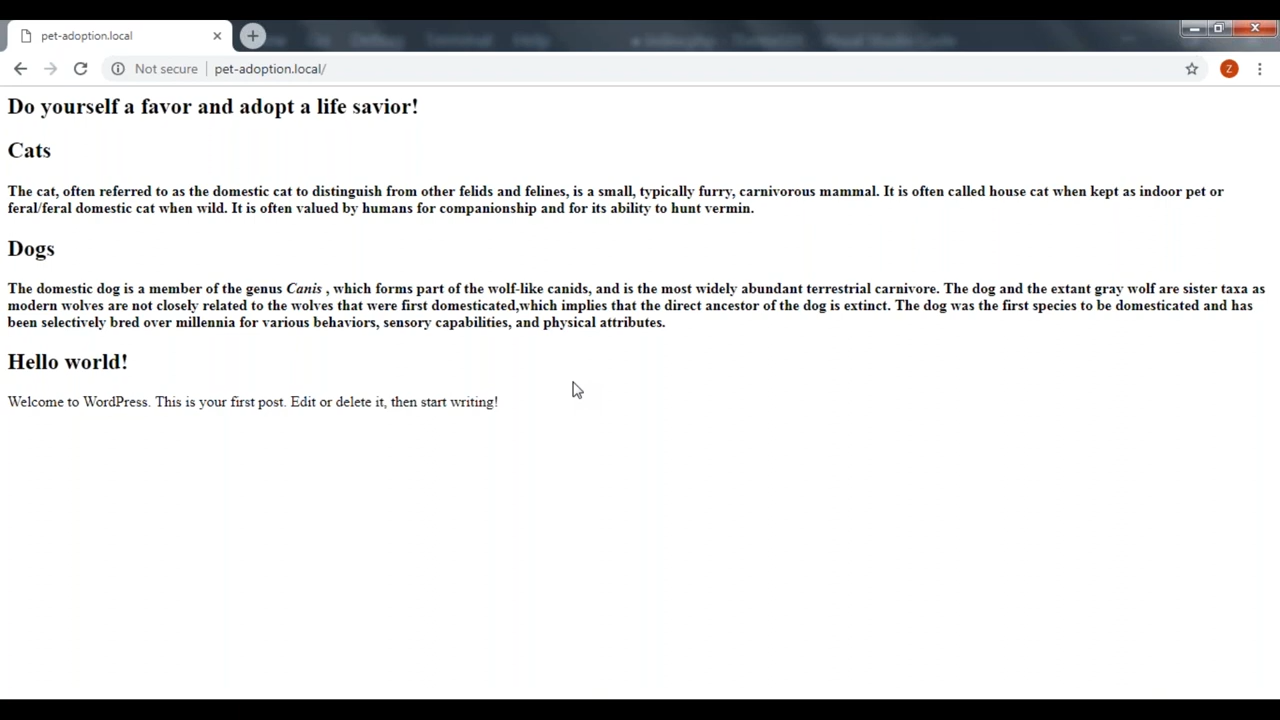 pet-adoption.local
Not secure
pet-adoption.local/
Z
Do yourself a favor and adopt a life savior!
Cats
The cat, often referred to as the domestic cat to distinguish from other felids and felines, is a small, typically furry, carnivorous mammal. It is often called house cat when kept as indoor pet or
feral/feral domestic cat when wild. It is often valued by humans for companionship and for its ability to hunt vermin.
Dogs
The domestic dog is a member of the genus Canis , which forms part of the wolf-like canids, and is the most widely abundant terrestrial carnivore. The dog and the extant gray wolf are sister taxa as
modern wolves are not closely related to the wolves that were first domesticated,which implies that the direct ancestor of the dog is extinct. The dog was the first species to be domesticated and has
been selectively bred over millennia for various behaviors, sensory capabilities, and physical attributes.
Hello world!
Welcome to WordPress. This is your first post. Edit or delete it, then start writing!